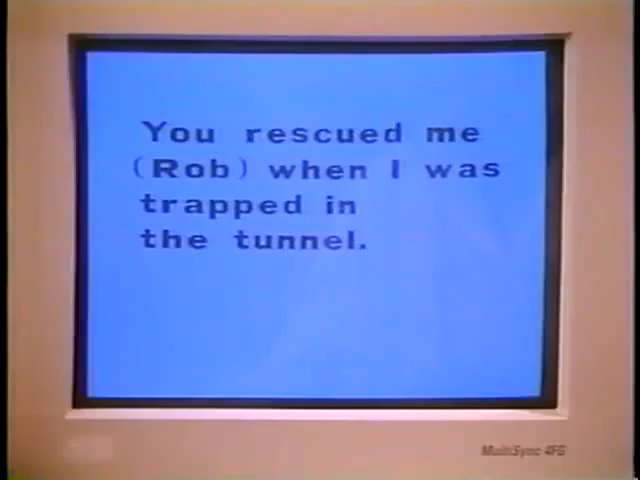 You rescued me
(Rob) when I was
trapped in
the tunnel.
MultiSync 4FG